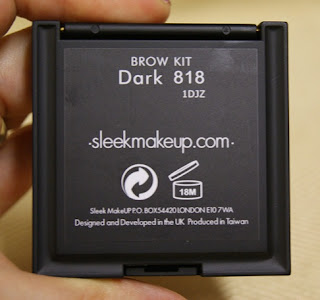 BROW KIT
Dark 818
1DJZ
·sleekmakeup.com·
18M
Sleek MakeUP P.O. BOX54420 LONDON E10 7WA
Designed and Developed in the UK Produced in Taiwan